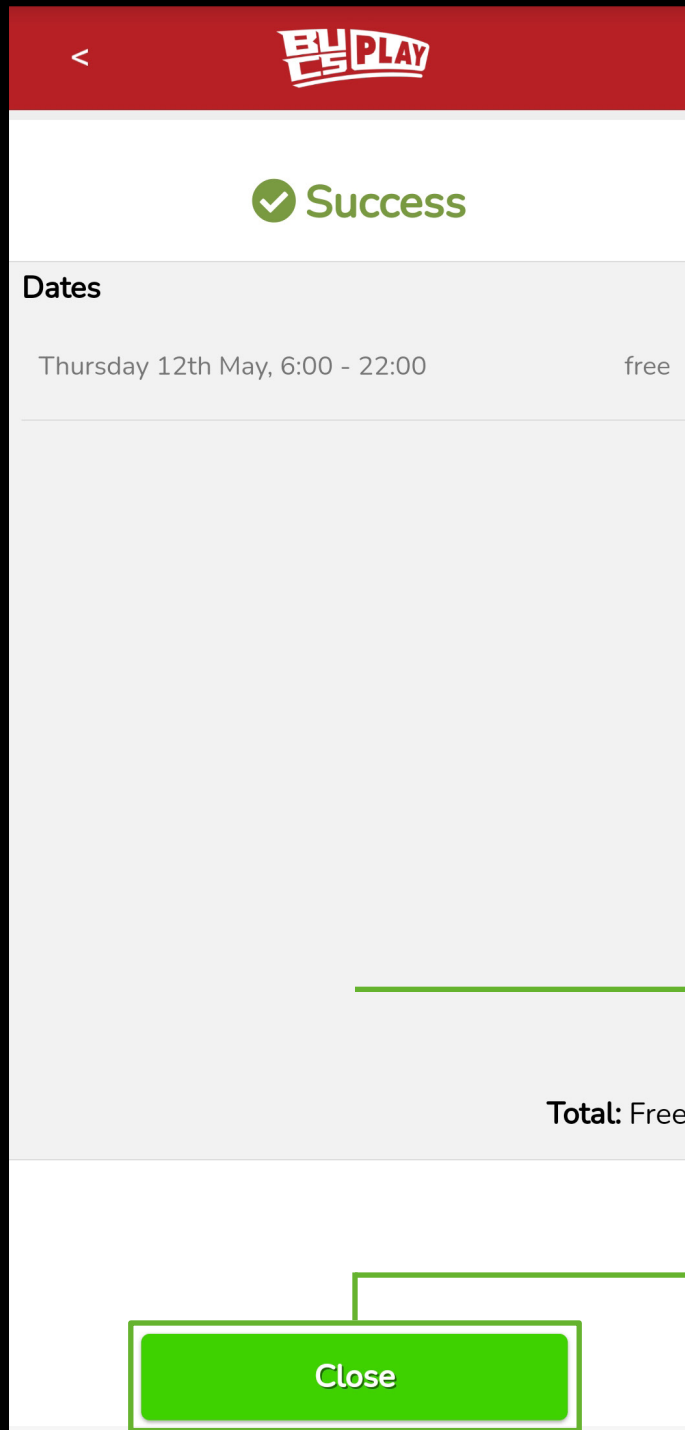 <
BUCS PLAY
Success
Dates
Thursday 12th May, 6:00 - 22:00 free
Total: Free
Close